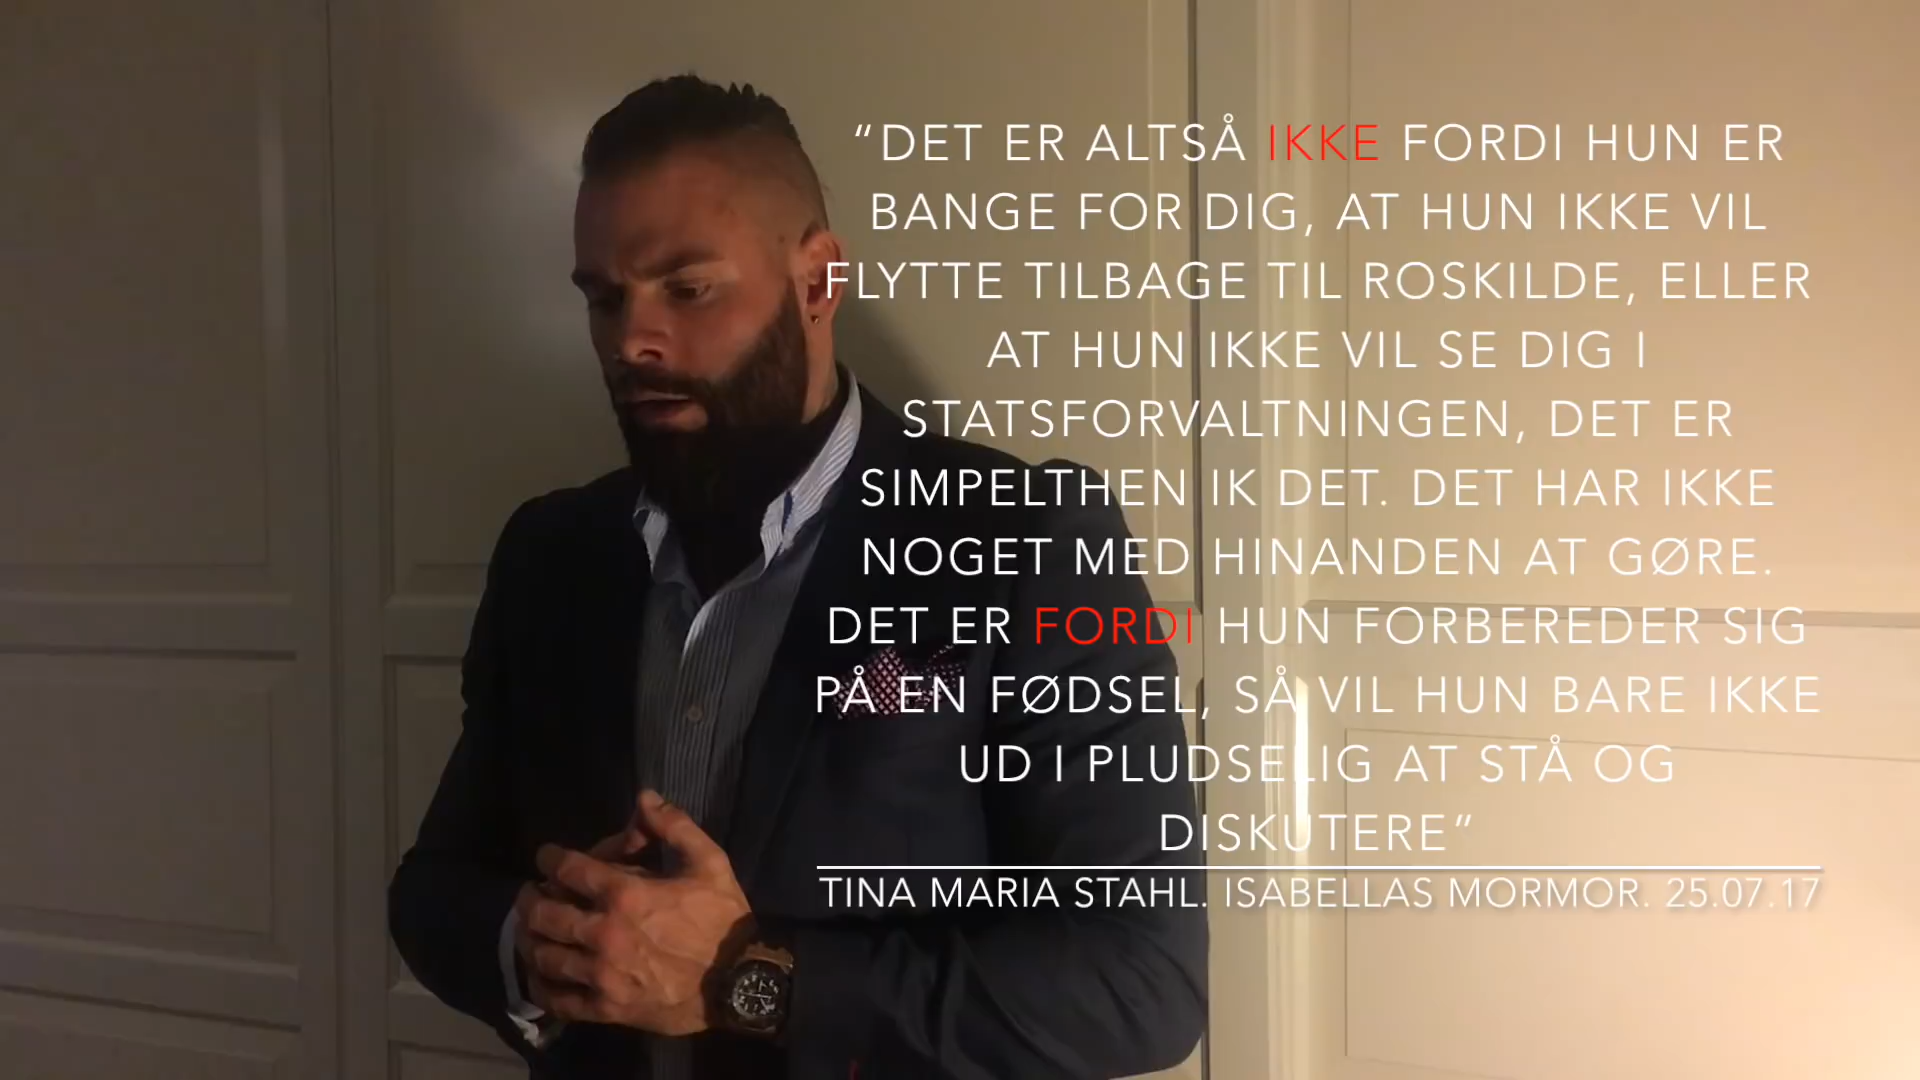 “DET ER ALTSÅ IKKE FORDI HUN ER
BANGE FOR DIG, AT HUN IKKE VIL
FLYTTE TILBAGE TIL ROSKILDE, ELLER
AT HUN IKKE VIL SE DIG I
STATSFORVALTNINGEN, DET ER
SIMPELTHEN IK DET. DET HAR IKKE
NOGET MED HINANDEN AT GØRE.
DET ER FORDI HUN FORBEREDER SIG
PÅ EN FØDSEL, SÅ VIL HUN BARE IKKE
UD I PLUDSELIG AT STÅ OG
DISKUTERE”
TINA MARIA STAHL. ISABELLAS MORMOR. 25.07.17